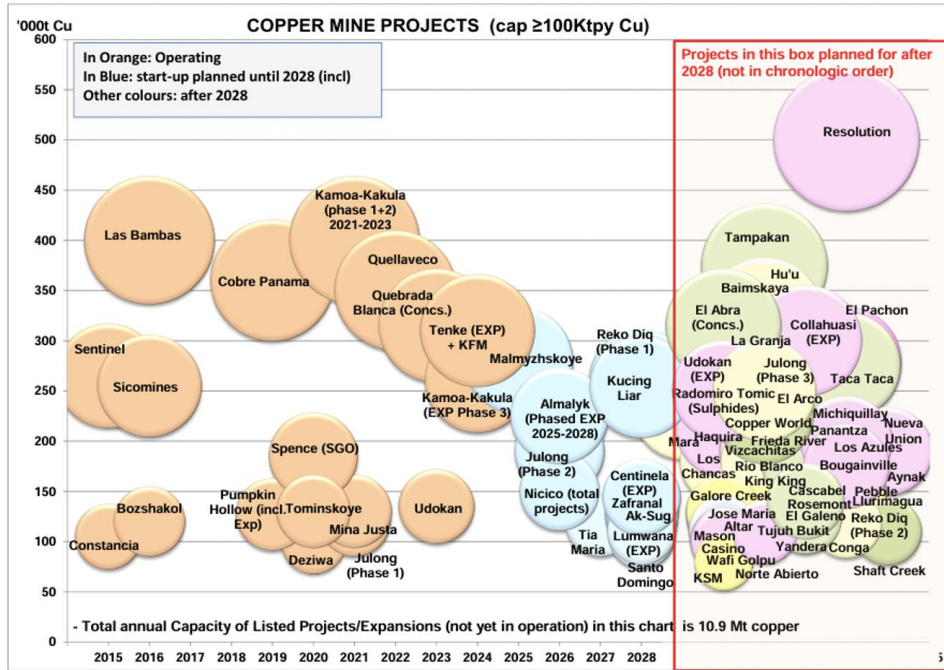 '000t Cu
COPPER MINE PROJECTS (cap ≥100Ktpy Cu)
600
550
500
450
400
350
300
250
200
150
100
50
0
In Orange: Operating
In Blue: start-up planned until 2028 (incl)
Other colours: after 2028
Projects in this box planned for after
2028 (not in chronologic order)
Resolution
Las Bambas
Kamoa-Kakula
(phase 1+2)
2021-2023
Cobre Panama
Quellaveco
Quebrada
Blanca (Concs.)
Tenke (EXP)
+ KFM
Malmyzhskoye
Kamoa-Kakula
(EXP Phase 3)
Sentinel
Sicomines
Reko Diq
(Phase 1)
Kucing
Liar
Almalyk
(Phased EXP
2025-2028)
Julong
(Phase 2)
Nicico (total
projects)
Tia
Maria
Centinela
(EXP)
Zafranal
Ak-Sug
Lumwana
(EXP)
Santo
Domingo
Spence (SGO)
Pumpkin
Hollow (incl.
Exp)
Tominskoye
Mina Justa
Deziwa
Julong
(Phase 1)
Udokan
Bozshakol
Constancia
Tampakan
Hu'u
Baimskaya
El Abra
(Concs.)
La Granja
Collahuasi
(EXP)
El Pachon
Udokan
(EXP)
Julong
(Phase 3)
Taca Taca
Radomiro Tomic
(Sulphides)
El Arco
Copper World
Michiquillay
Mara
Haquira
Frieda River
Panantza
Nueva
Union
Vizcachitas
Los Azules
Los
Chancas
Rio Blanco
Bougainville
King King
Aynak
Galore Creek
Cascabel
Pebble
Rosemont
Llurimagua
Jose Maria
El Galeno
Reko Diq
(Phase 2)
Altar
Tujuh Bukit
Mason
Casino
Yandera
Conga
Wafi Golpu
KSM
Norte Abierto
Shaft Creek
- Total annual Capacity of Listed Projects/Expansions (not yet in operation) in this chart is 10.9 Mt copper
2015 2016 2017 2018 2019 2020 2021 2022 2023 2024 2025 2026 2027 2028